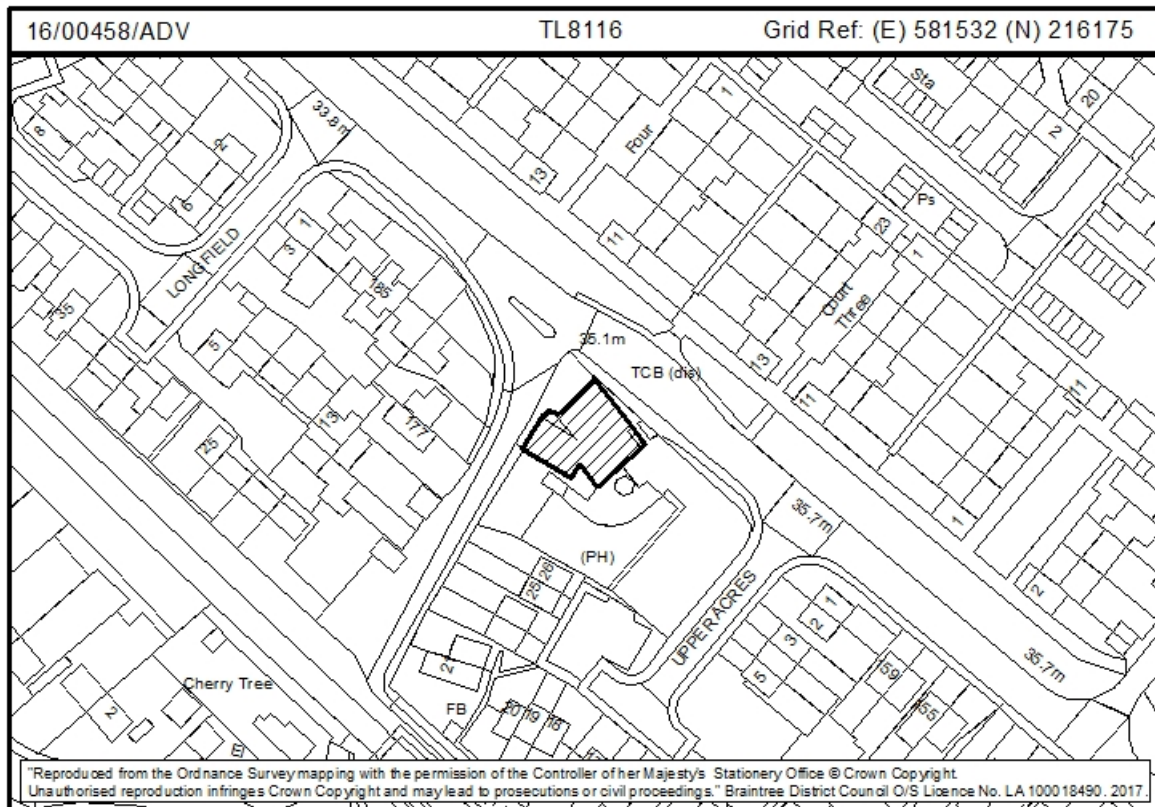 16/00458/ADV TL8116 Grid Ref: (E) 581532 (N) 216175
Sta
20
8
2
33.8m
1
Four
2
6
13
Ps
LONGFIELD
1
3
11
23
1
185
35
Court
Three
5
35.1m
TCB (dis)
13
11
11
13
177
25
35.7m
1
(PH)
25
26
2
UPPER ACRES
1
2
3
5
159
35.7m
21
Cherry Tree
2
FB
20
19
18
155
El
"Reproduced from the Ordnance Survey mapping with the permission of the Controller of her Majesty's Stationery Office © Crown Copyright.
Unauthorised reproduction infringes Crown Copyright and may lead to prosecutions or civil proceedings." Braintree District Council O/S Licence No. LA 100018490. 2017.